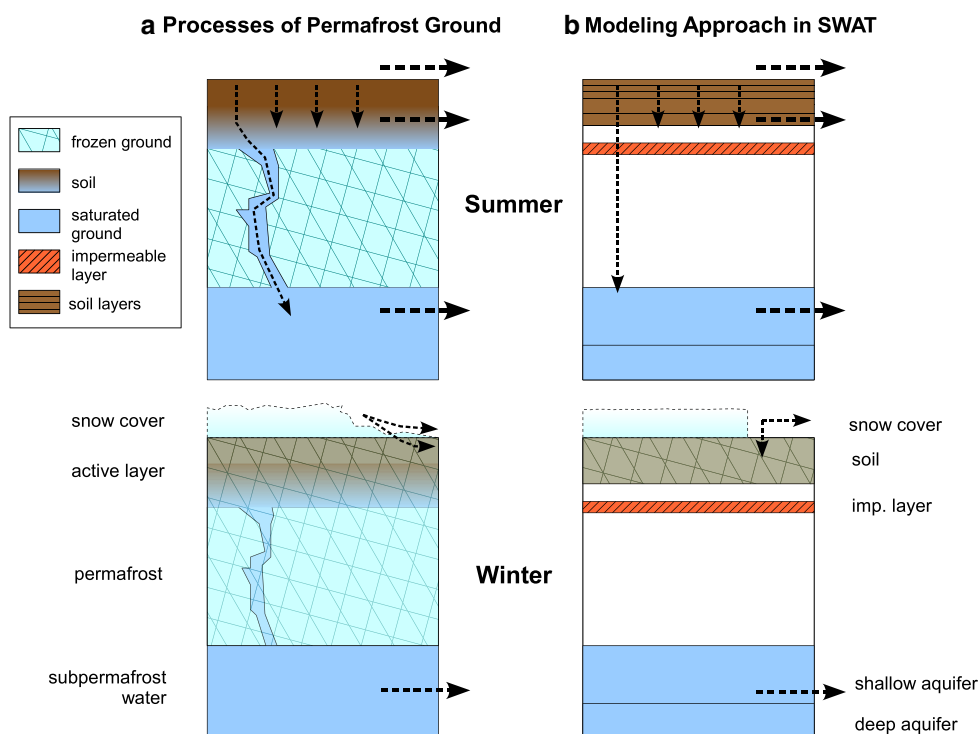 a Processes of Permafrost Ground
b Modeling Approach in SWAT
frozen ground
soil
saturated
ground
impermeable
layer
soil layers
Summer
snow cover
active layer
permafrost
subpermafrost
water
Winter
snow cover
soil
imp. layer
shallow aquifer
deep aquifer